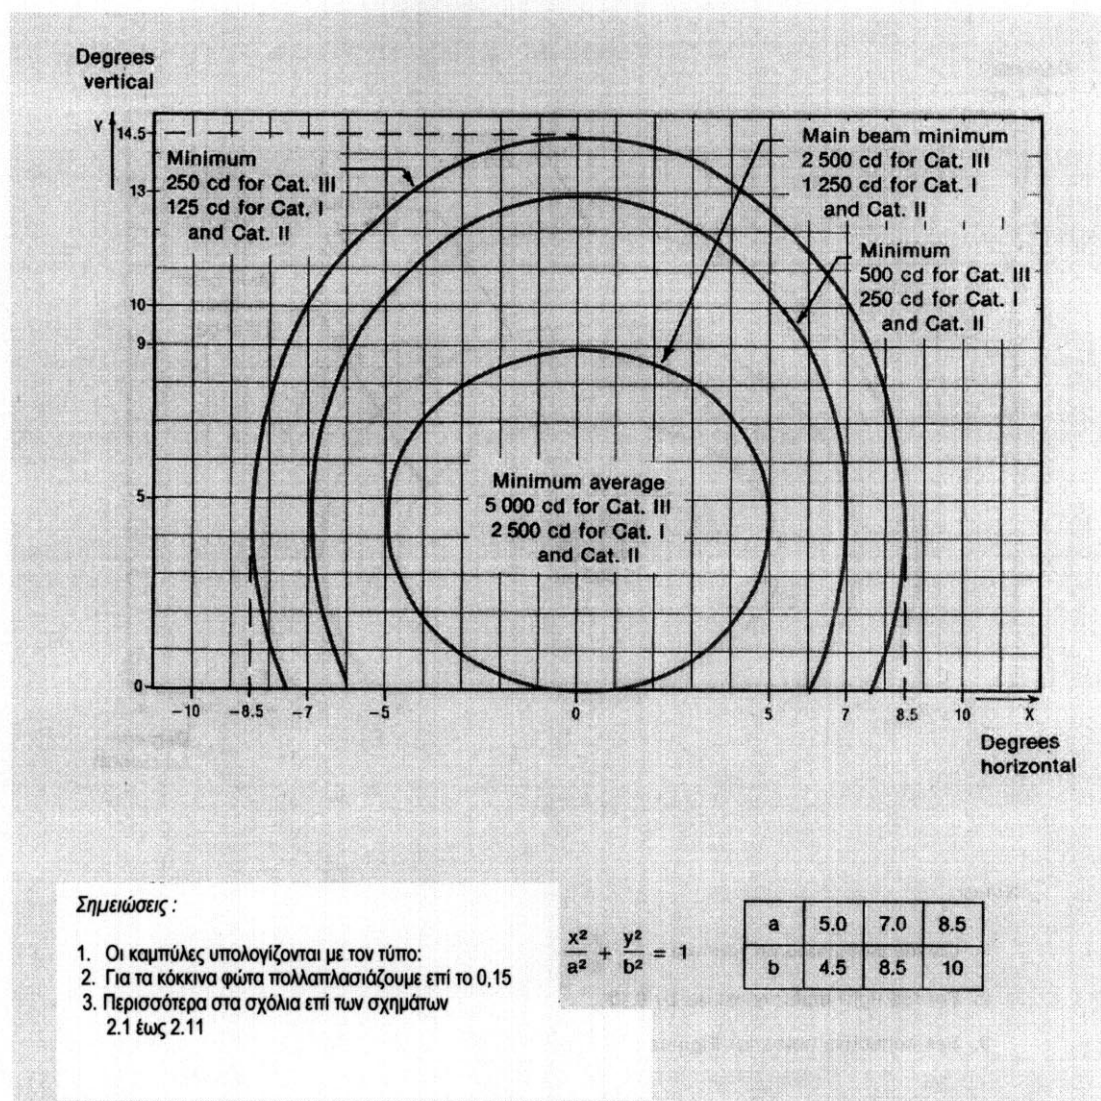 Degrees
vertical
Y
14.5
13
10
9
5
0
Minimum
250 cd for Cat. III
125 cd for Cat. I
and Cat. II
Main beam minimum
2 500 cd for Cat. III
1 250 cd for Cat. I
and Cat. II
Minimum
500 cd for Cat. III
250 cd for Cat. I
and Cat. II
Minimum average
5 000 cd for Cat. III
2 500 cd for Cat. I
and Cat. II
-10 -8.5 -7 -5 0 5 7 8.5 10 X
Degrees
horizontal
Σημειώσεις :
1. Οι καμπύλες υπολογίζονται με τον τύπο:
2. Για τα κόκκινα φώτα πολλαπλασιάζουμε επί το 0,15
3. Περισσότερα στα σχόλια επί των σχημάτων
2.1 έως 2.11
x²/a² + y²/b² = 1
a 5.0 7.0 8.5
b 4.5 8.5 10